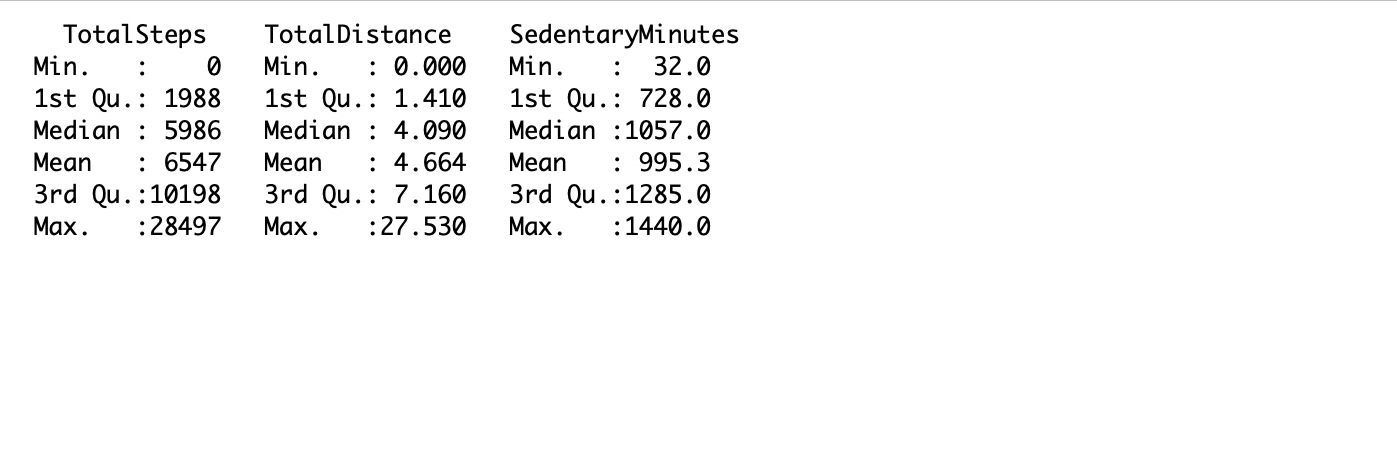 TotalSteps    TotalDistance    SedentaryMinutes
Min.   :    0   Min.   : 0.000   Min.   :  32.0
1st Qu.: 1988   1st Qu.: 1.410   1st Qu.: 728.0
Median : 5986   Median : 4.090   Median :1057.0
Mean   : 6547   Mean   : 4.664   Mean   : 995.3
3rd Qu.:10198   3rd Qu.: 7.160   3rd Qu.:1285.0
Max.   :28497   Max.   :27.530   Max.   :1440.0